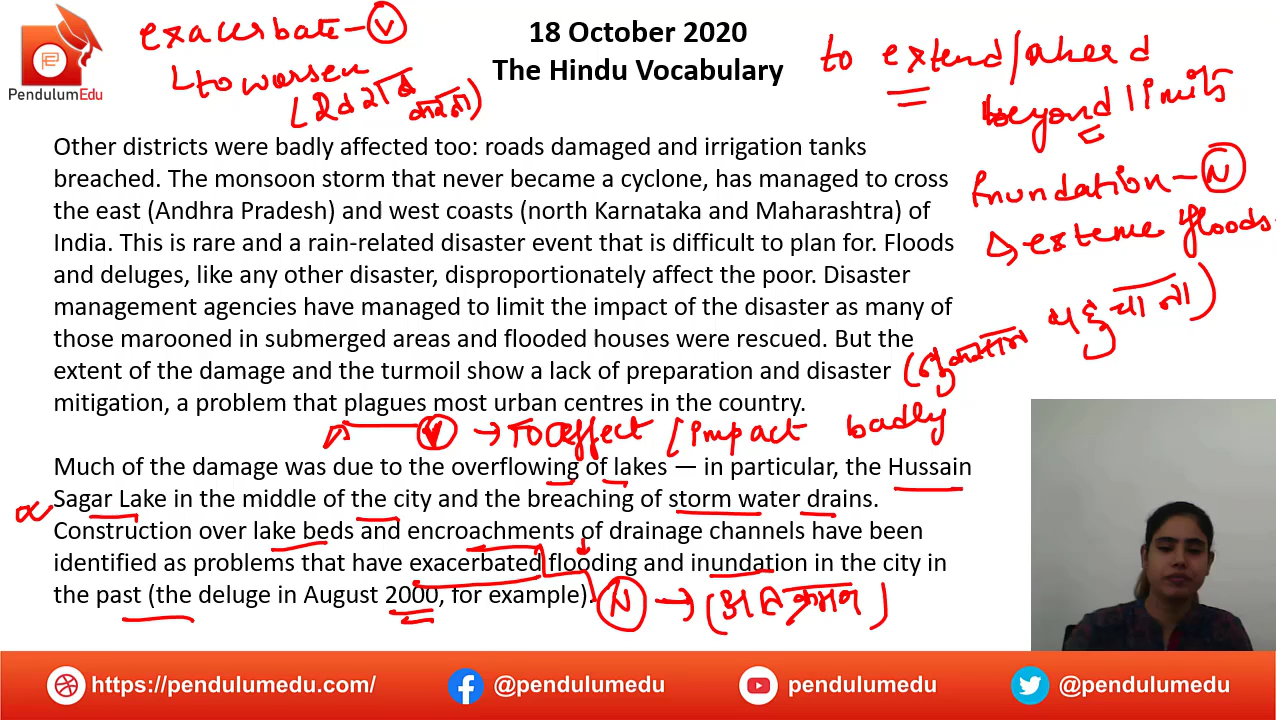 exacerbate - V
to worsen
18 October 2020
The Hindu Vocabulary
to extend/ahead
beyond limits
PendulumEdu
Other districts were badly affected too: roads damaged and irrigation tanks
breached. The monsoon storm that never became a cyclone, has managed to cross
the east (Andhra Pradesh) and west coasts (north Karnataka and Maharashtra) of
India. This is rare and a rain-related disaster event that is difficult to plan for. Floods
and deluges, like any other disaster, disproportionately affect the poor. Disaster
management agencies have managed to limit the impact of the disaster as many of
those marooned in submerged areas and flooded houses were rescued. But the
extent of the damage and the turmoil show a lack of preparation and disaster
mitigation, a problem that plagues most urban centres in the country.
Inundation - N
exteme floods.
(नुकसान पहुचाना)
V → To effect / impact badly
Much of the damage was due to the overflowing of lakes — in particular, the Hussain
Sagar Lake in the middle of the city and the breaching of storm water drains.
Construction over lake beds and encroachments of drainage channels have been
identified as problems that have exacerbated flooding and inundation in the city in
the past (the deluge in August 2000, for example).
N → (अतिक्रमण)
https://pendulumedu.com/
@pendulumedu
pendulumedu
@pendulumedu